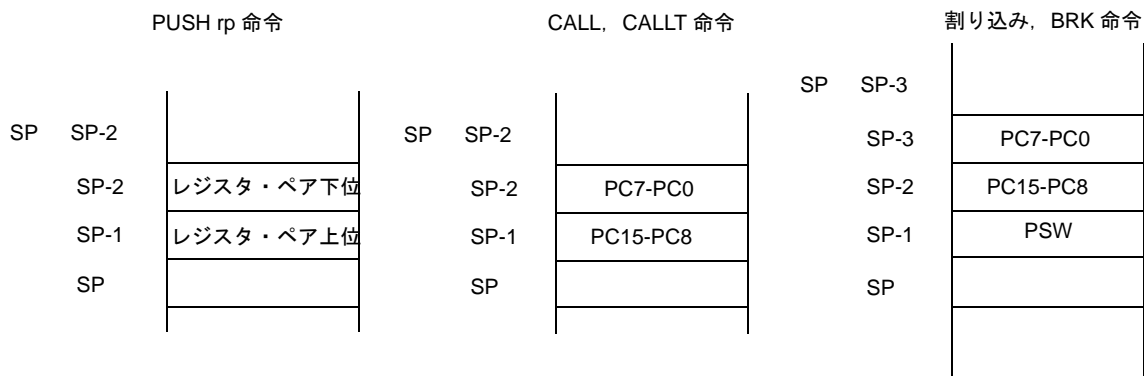 PUSH rp 命令
SP SP-2
SP-2 レジスタ・ペア下位
SP-1 レジスタ・ペア上位
SP
CALL, CALLT 命令
SP SP-2
SP-2 PC7-PC0
SP-1 PC15-PC8
SP
割り込み, BRK 命令
SP SP-3
SP-3 PC7-PC0
SP-2 PC15-PC8
SP-1 PSW
SP